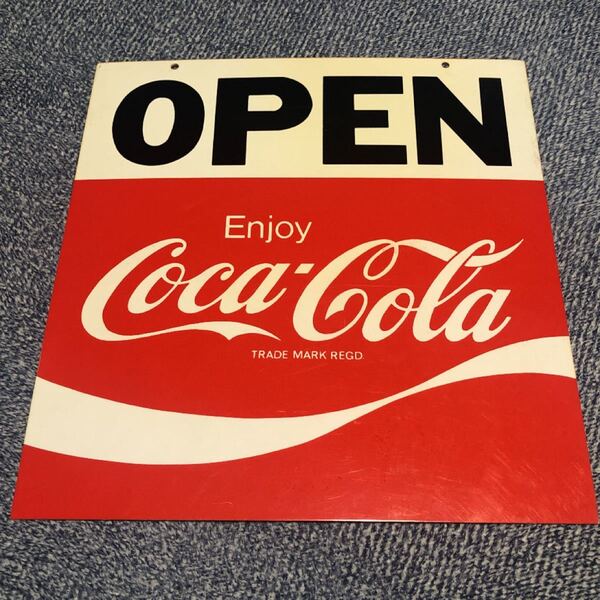 OPEN
Enjoy
Coca-Cola
TRADE MARK REGD.